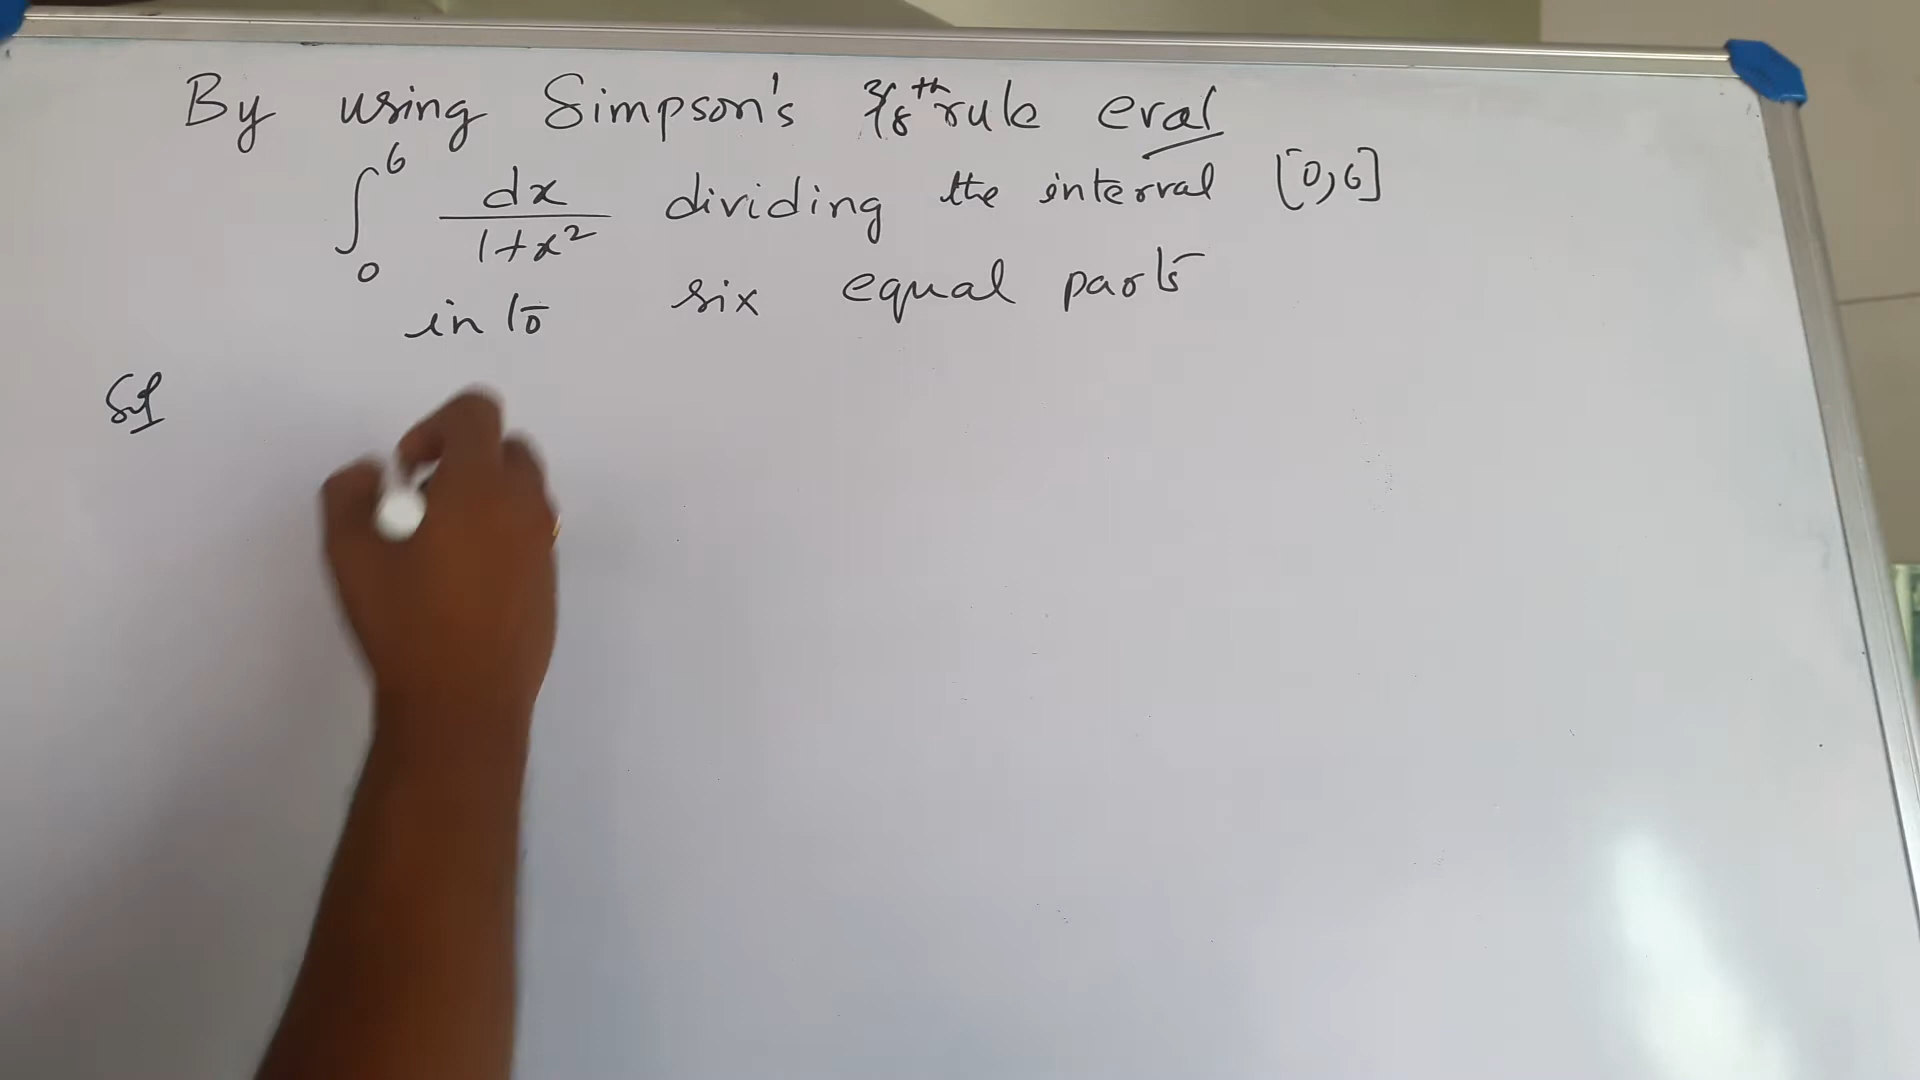 By using Simpson's 3/8th rule eval
∫₀⁶ dx/1+x² dividing the interval [0,6]
into six equal parts
Sol